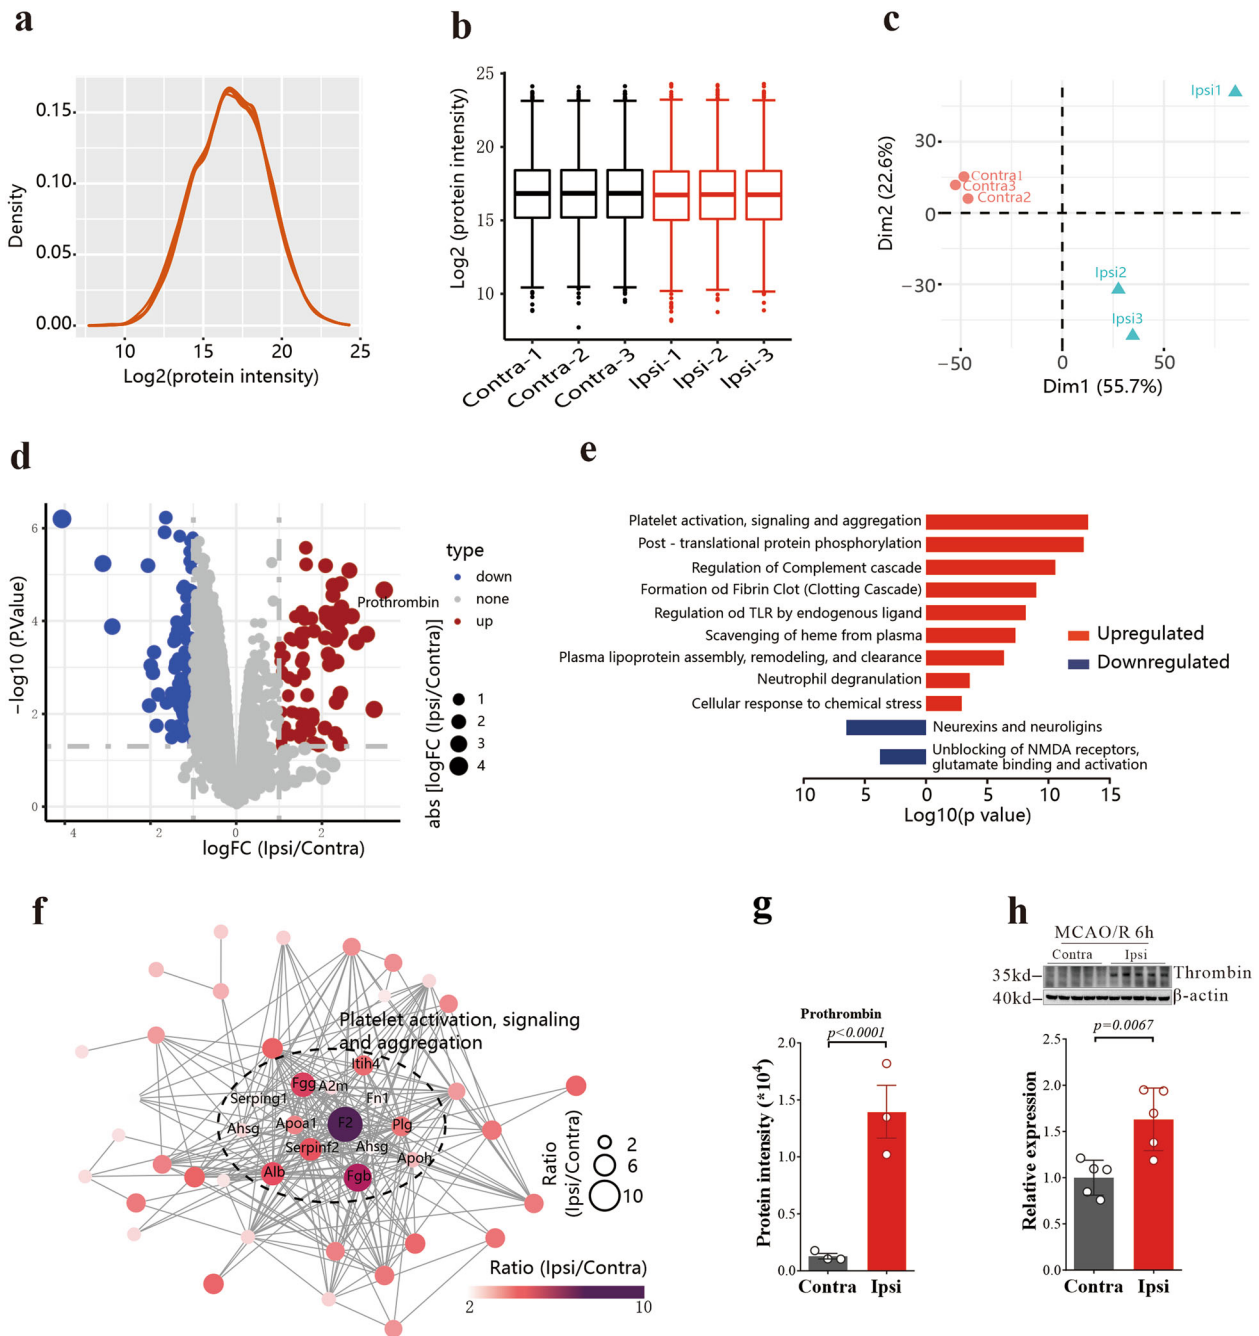 a
Density
0.15
0.10
0.05
0.00
10
15
20
25
Log2(protein intensity)
b
Log2 (protein intensity)
25
20
15
10
Contra-1
Contra-2
Contra-3
Ipsi-1
Ipsi-2
Ipsi-3
c
Dim2 (22.6%)
30
0
−30
Ipsi1
Contra1
Contra3
Contra2
Ipsi2
Ipsi3
−50
0
50
Dim1 (55.7%)
d
−log10 (P.Value)
6
4
2
0
Prothrombin
4
2
0
2
logFC (Ipsi/Contra)
type
down
none
up
abs [logFC (Ipsi/Contra)]
1
2
3
4
e
Platelet activation, signaling and aggregation
Post - translational protein phosphorylation
Regulation of Complement cascade
Formation od Fibrin Clot (Clotting Cascade)
Regulation od TLR by endogenous ligand
Scavenging of heme from plasma
Plasma lipoprotein assembly, remodeling, and clearance
Neutrophil degranulation
Cellular response to chemical stress
Neurexins and neuroligins
Unblocking of NMDA receptors,
glutamate binding and activation
Upregulated
Downregulated
10
5
0
5
10
15
Log10(p value)
f
Platelet activation, signaling
and aggregation
Itih4
Fgg
A2m
Serping1
Fn1
Ahsg
Apoa1
F2
Plg
Serpinf2
Ahsg
Apoh
Alb
Fgb
Ratio
(Ipsi/Contra)
2
6
10
Ratio (Ipsi/Contra)
2
10
g
Prothrombin
p<0.0001
Protein intensity (*10⁴)
2.0
1.5
1.0
0.5
0.0
Contra
Ipsi
h
MCAO/R 6h
Contra
Ipsi
35kd
Thrombin
40kd
β-actin
p=0.0067
Relative expression
2.5
2.0
1.5
1.0
0.5
0.0
Contra
Ipsi